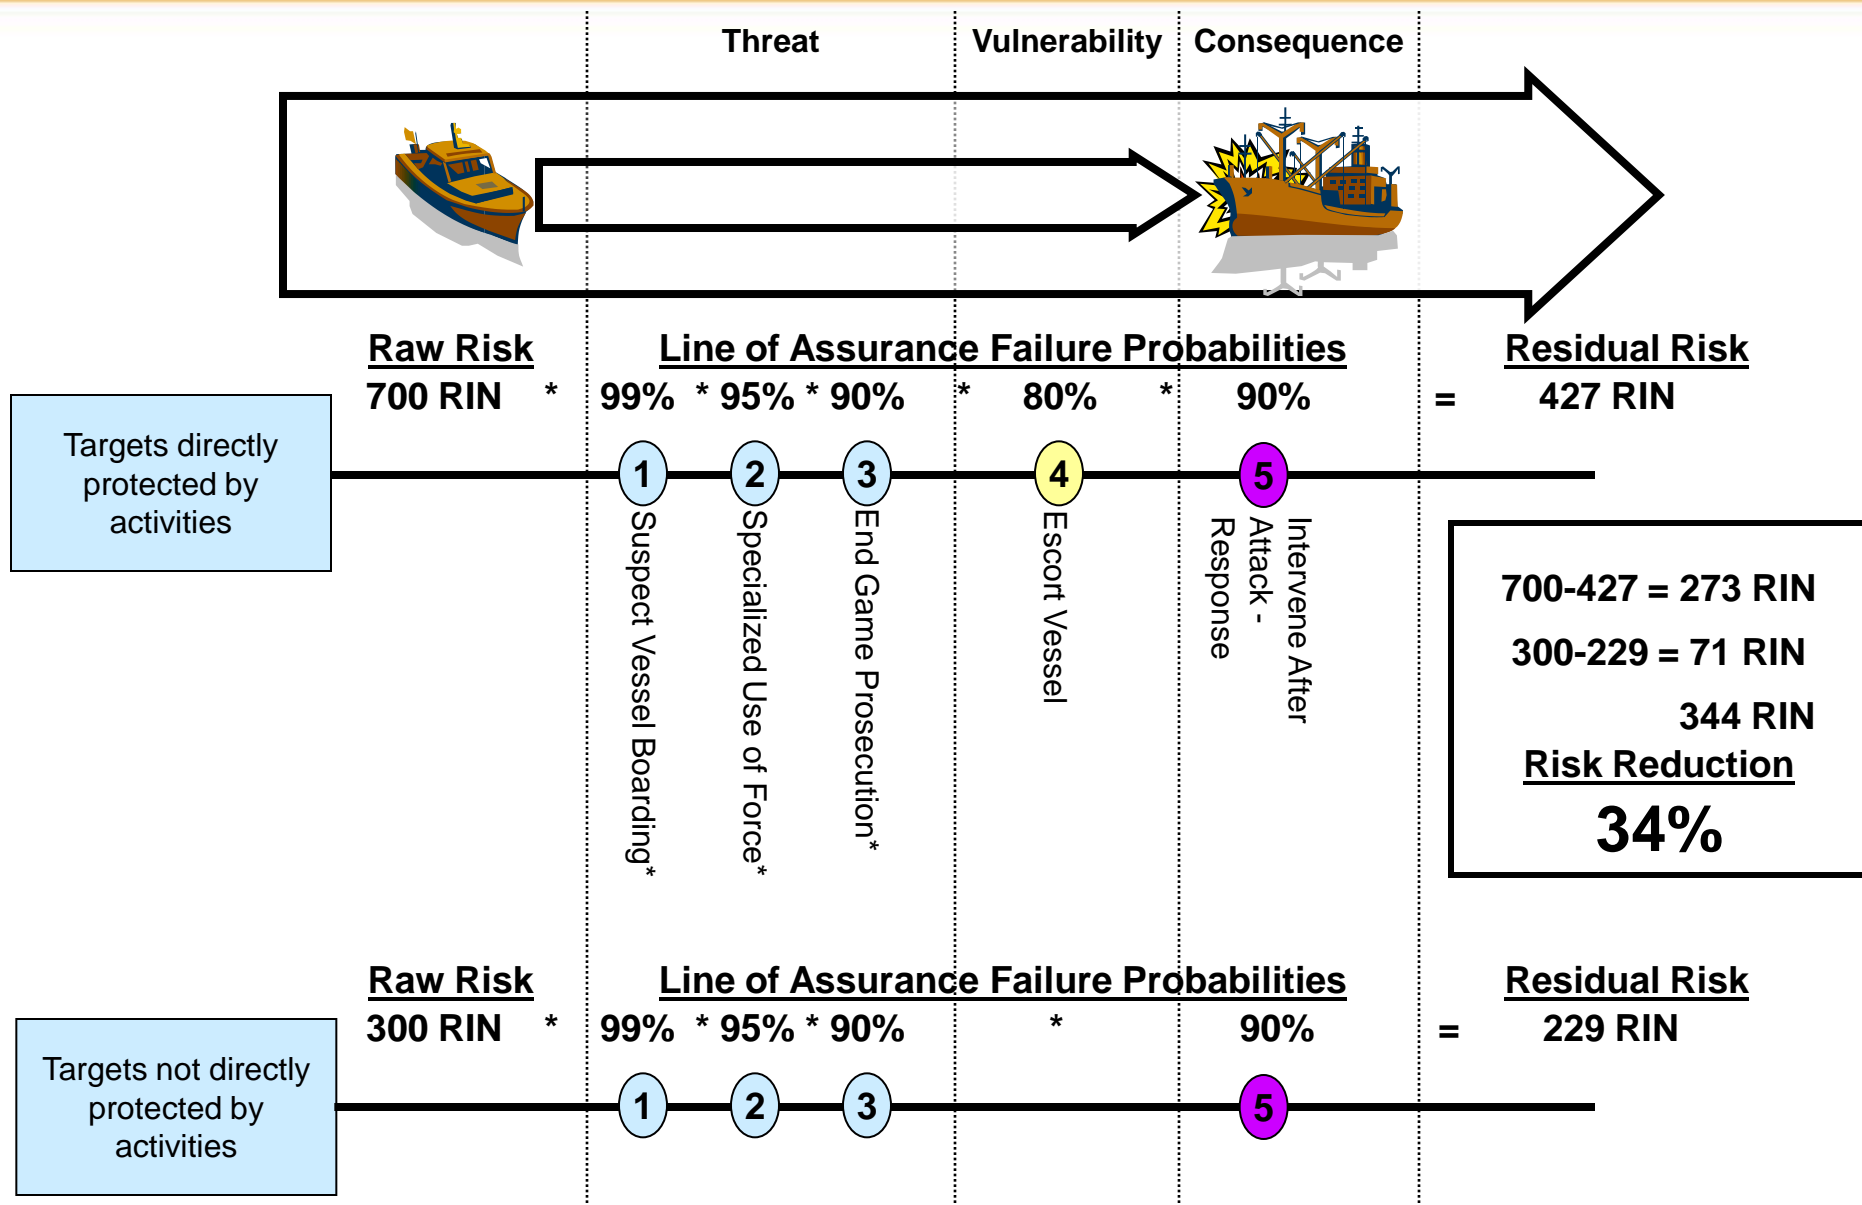 Threat
Vulnerability
Consequence
Raw Risk
Line of Assurance Failure Probabilities
Residual Risk
700 RIN * 99% * 95% * 90% * 80% * 90% = 427 RIN
Targets directly
protected by
activities
1
2
3
4
5
Suspect Vessel Boarding*
Specialized Use of Force*
End Game Prosecution*
Escort Vessel
Intervene After
Attack -
Response
700-427 = 273 RIN
300-229 = 71 RIN
344 RIN
Risk Reduction
34%
Raw Risk
Line of Assurance Failure Probabilities
Residual Risk
300 RIN * 99% * 95% * 90% * 90% = 229 RIN
Targets not directly
protected by
activities
1
2
3
5